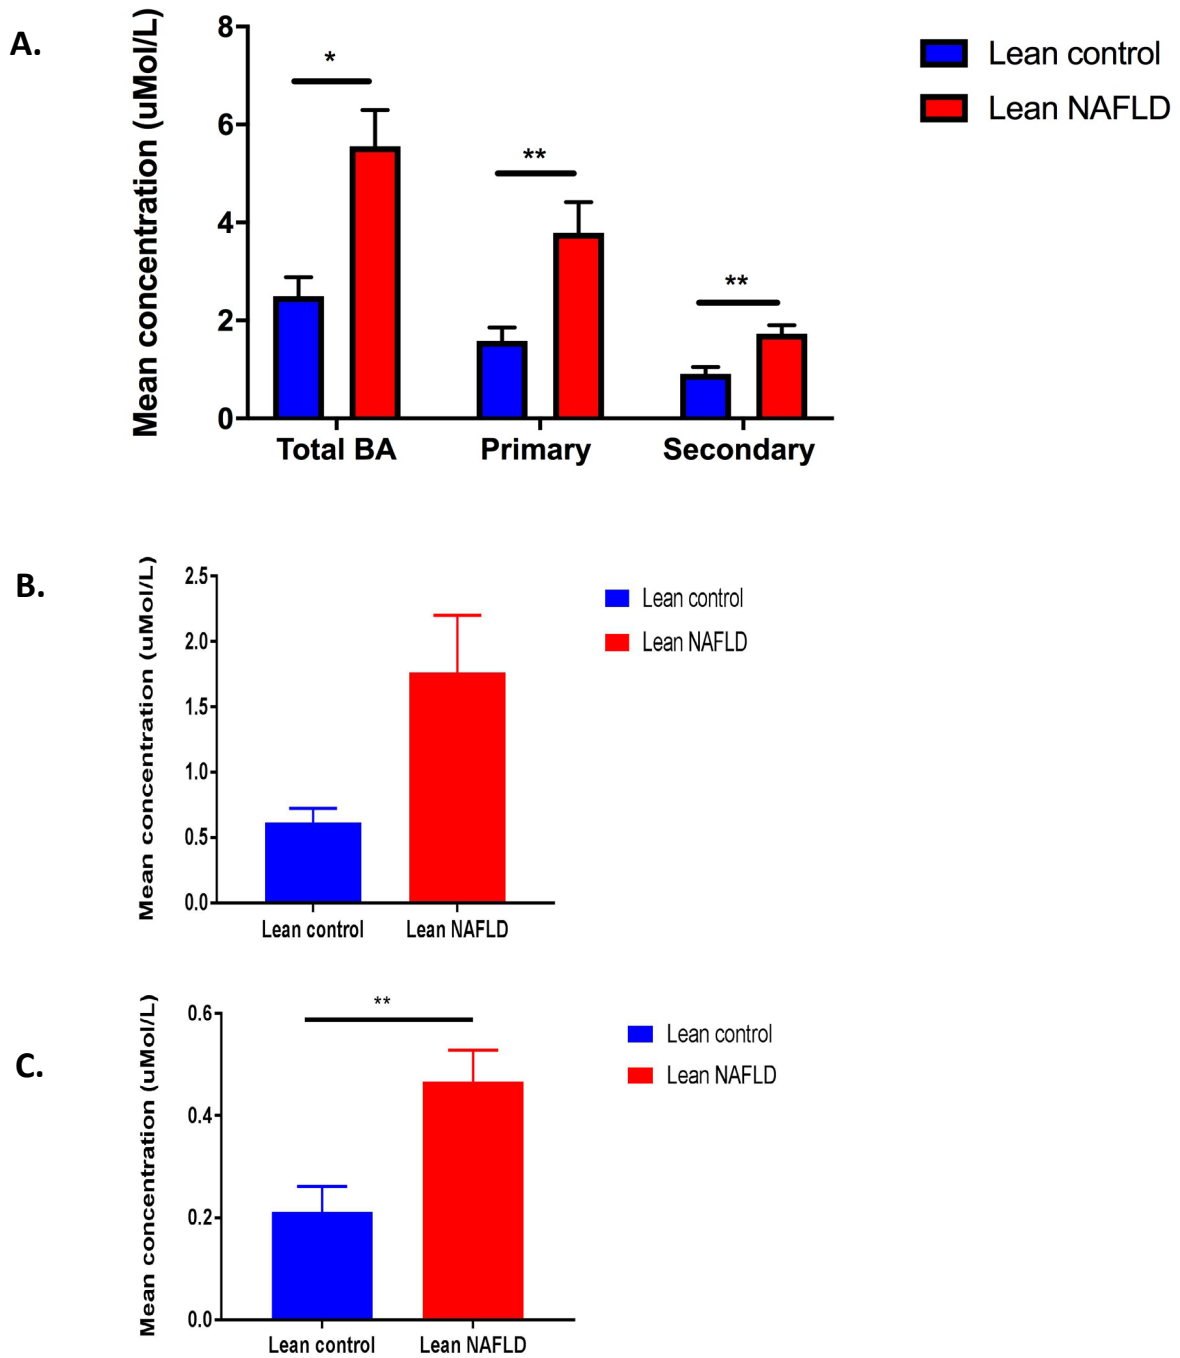 A.
Mean concentration (uMol/L)
8
6
4
2
0
*
**
**
Total BA
Primary
Secondary
Lean control
Lean NAFLD
B.
Mean concentration (uMol/L)
2.5
2.0
1.5
1.0
0.5
0.0
Lean control
Lean NAFLD
Lean control
Lean NAFLD
C.
Mean concentration (uMol/L)
0.6
0.4
0.2
0.0
**
Lean control
Lean NAFLD
Lean control
Lean NAFLD